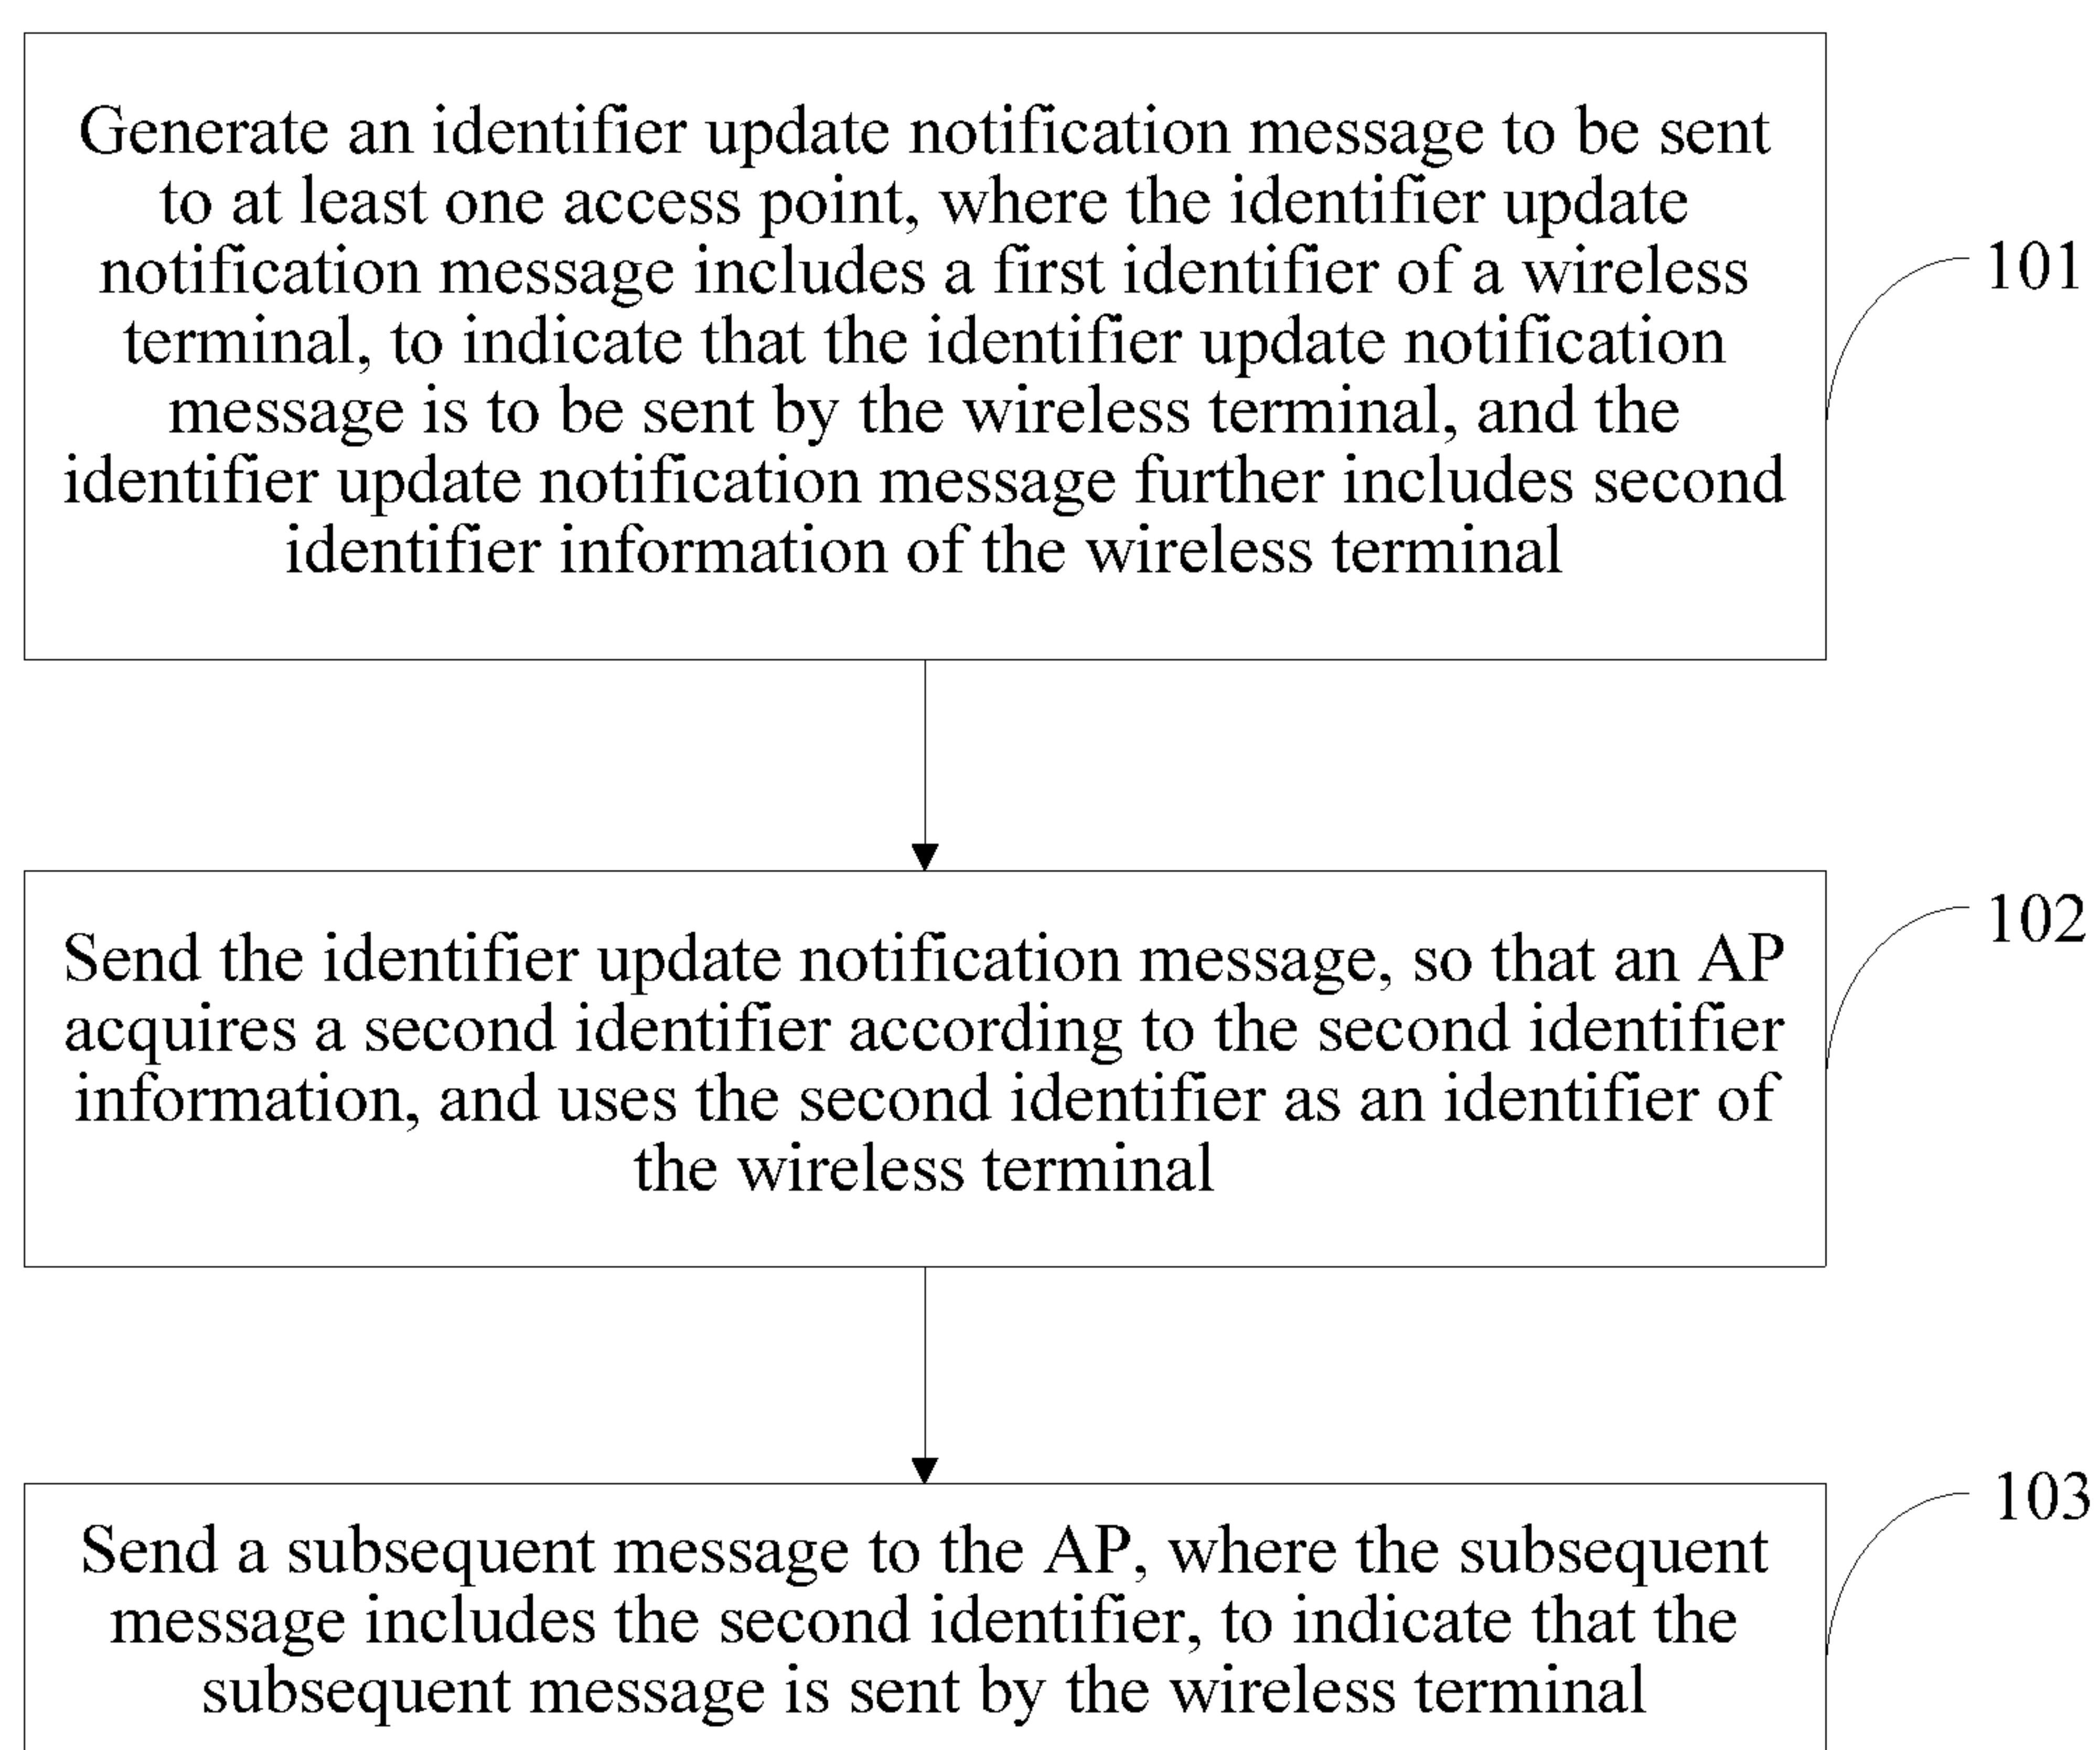 Generate an identifier update notification message to be sent
to at least one access point, where the identifier update
notification message includes a first identifier of a wireless
terminal, to indicate that the identifier update notification
message is to be sent by the wireless terminal, and the
identifier update notification message further includes second
identifier information of the wireless terminal
101
Send the identifier update notification message, so that an AP
acquires a second identifier according to the second identifier
information, and uses the second identifier as an identifier of
the wireless terminal
102
Send a subsequent message to the AP, where the subsequent
message includes the second identifier, to indicate that the
subsequent message is sent by the wireless terminal
103